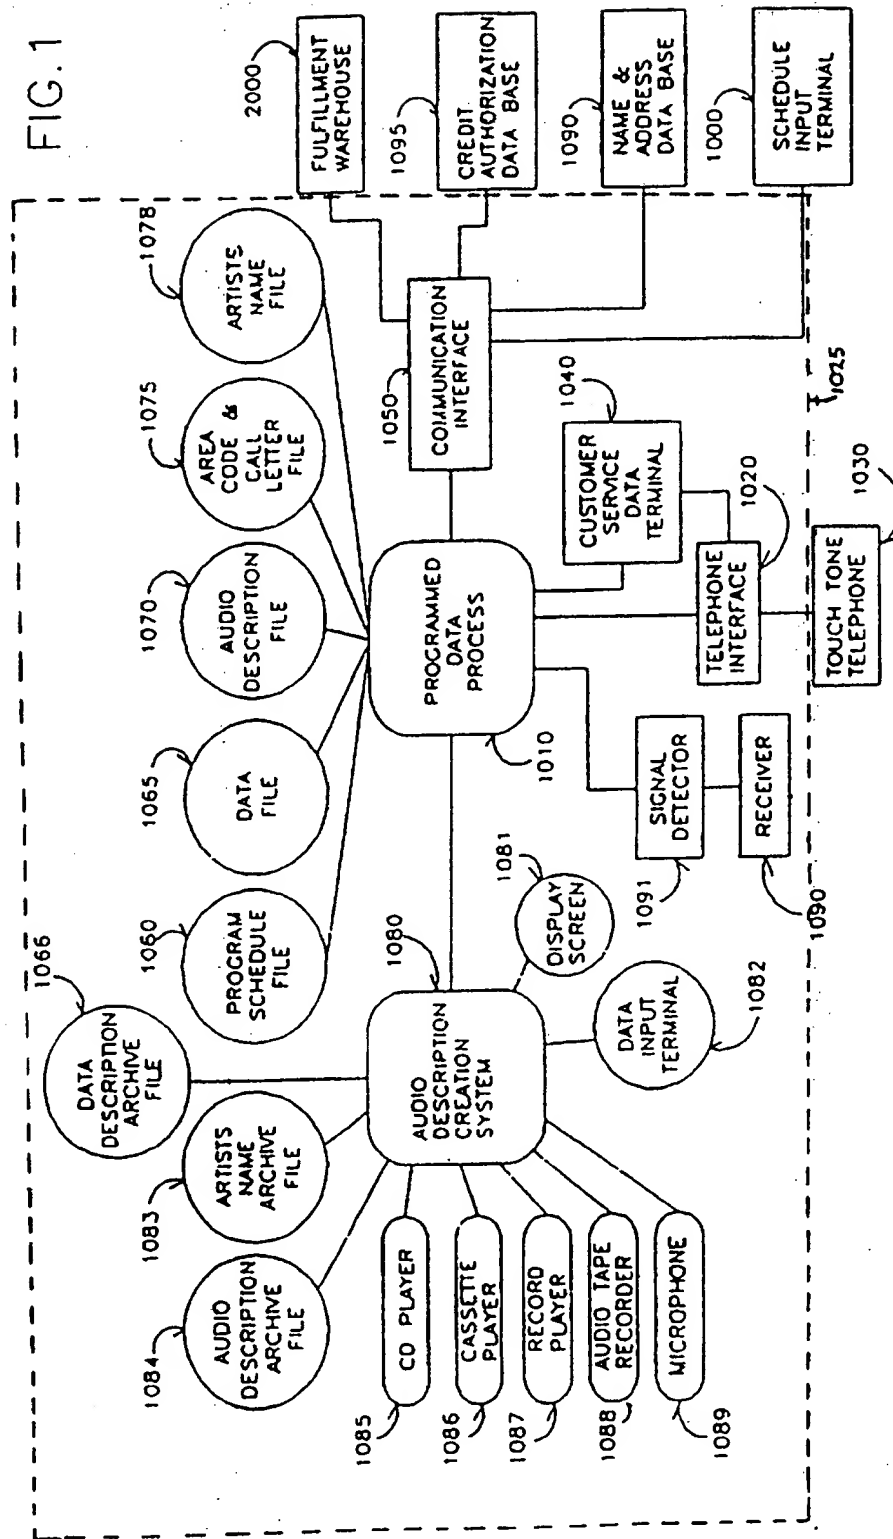 FIG. 1
2000
FULFILLMENT
WAREHOUSE
1095
CREDIT
AUTHORIZATION
DATA BASE
1090
NAME &
ADDRESS
DATA BASE
1000
SCHEDULE
INPUT
TERMINAL
1078
ARTISTS
NAME
FILE
1075
AREA
CODE &
CALL
LETTER
FILE
1070
AUDIO
DESCRIPTION
FILE
1065
DATA
FILE
1060
PROGRAM
SCHEDULE
FILE
1066
DATA
DESCRIPTION
ARCHIVE
FILE
1083
ARTISTS
NAME
ARCHIVE
FILE
1084
AUDIO
DESCRIPTION
ARCHIVE
FILE
1050
COMMUNICATION
INTERFACE
1040
CUSTOMER
SERVICE
DATA
TERMINAL
1025
1020
TELEPHONE
INTERFACE
1030
TOUCH TONE
TELEPHONE
PROGRAMMED
DATA
PROCESS
1010
SIGNAL
DETECTOR
1091
RECEIVER
1090
1080
AUDIO
DESCRIPTION
CREATION
SYSTEM
1081
DISPLAY
SCREEN
DATA
INPUT
TERMINAL
1082
CD PLAYER
1085
CASSETTE
PLAYER
1086
RECORD
PLAYER
1087
AUDIO TAPE
RECORDER
1088
MICROPHONE
1089